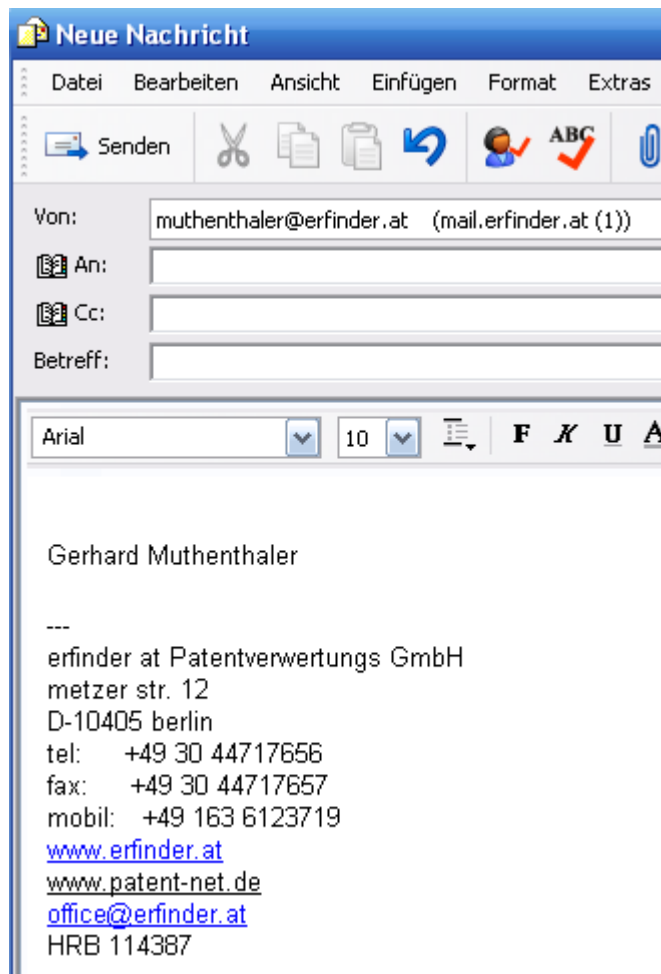 Neue Nachricht
Datei Bearbeiten Ansicht Einfügen Format Extras
Senden ABC
Von: muthenthaler@erfinder.at (mail.erfinder.at (1))
An:
Cc:
Betreff:
Arial 10 F K U A
Gerhard Muthenthaler
---
erfinder at Patentverwertungs GmbH
metzer str. 12
D-10405 berlin
tel: +49 30 44717656
fax: +49 30 44717657
mobil: +49 163 6123719
www.erfinder.at
www.patent-net.de
office@erfinder.at
HRB 114387